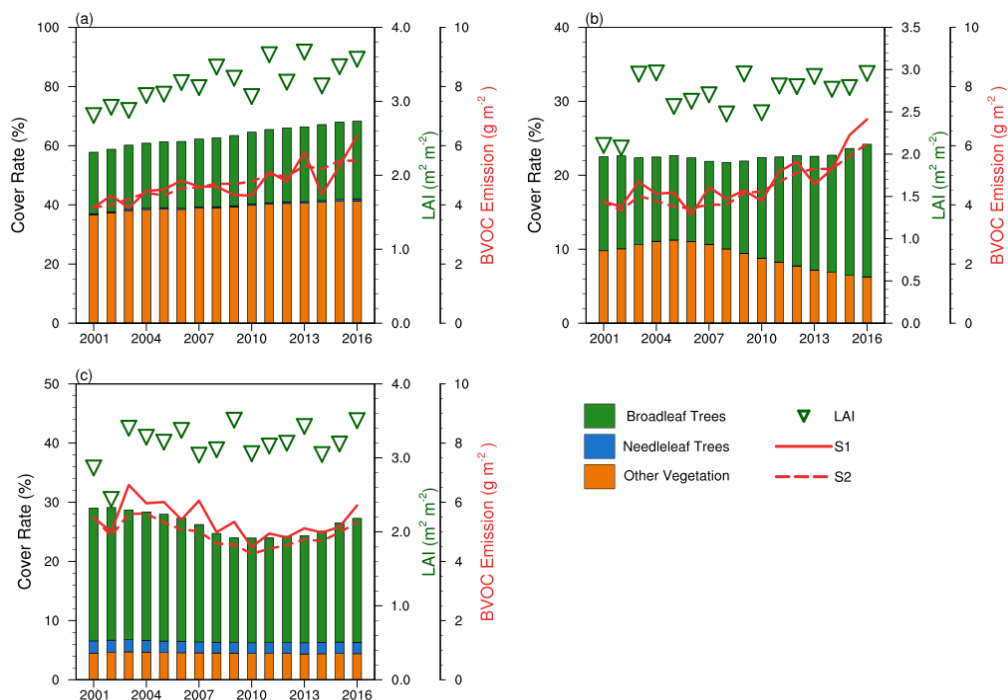 (a)
100
80
60
40
20
0
Cover Rate (%)
2001 2004 2007 2010 2013 2016
4.0
3.0
2.0
1.0
0.0
LAI (m² m⁻²)
10
8
6
4
2
0
BVOC Emission (g m⁻²)
(b)
40
30
20
10
0
Cover Rate (%)
2001 2004 2007 2010 2013 2016
3.5
3.0
2.5
2.0
1.5
1.0
0.5
0.0
LAI (m² m⁻²)
10
8
6
4
2
0
BVOC Emission (g m⁻²)
(c)
50
40
30
20
10
0
Cover Rate (%)
2001 2004 2007 2010 2013 2016
4.0
3.0
2.0
1.0
0.0
LAI (m² m⁻²)
10
8
6
4
2
0
BVOC Emission (g m⁻²)
Broadleaf Trees
Needleleaf Trees
Other Vegetation
LAI
S1
S2